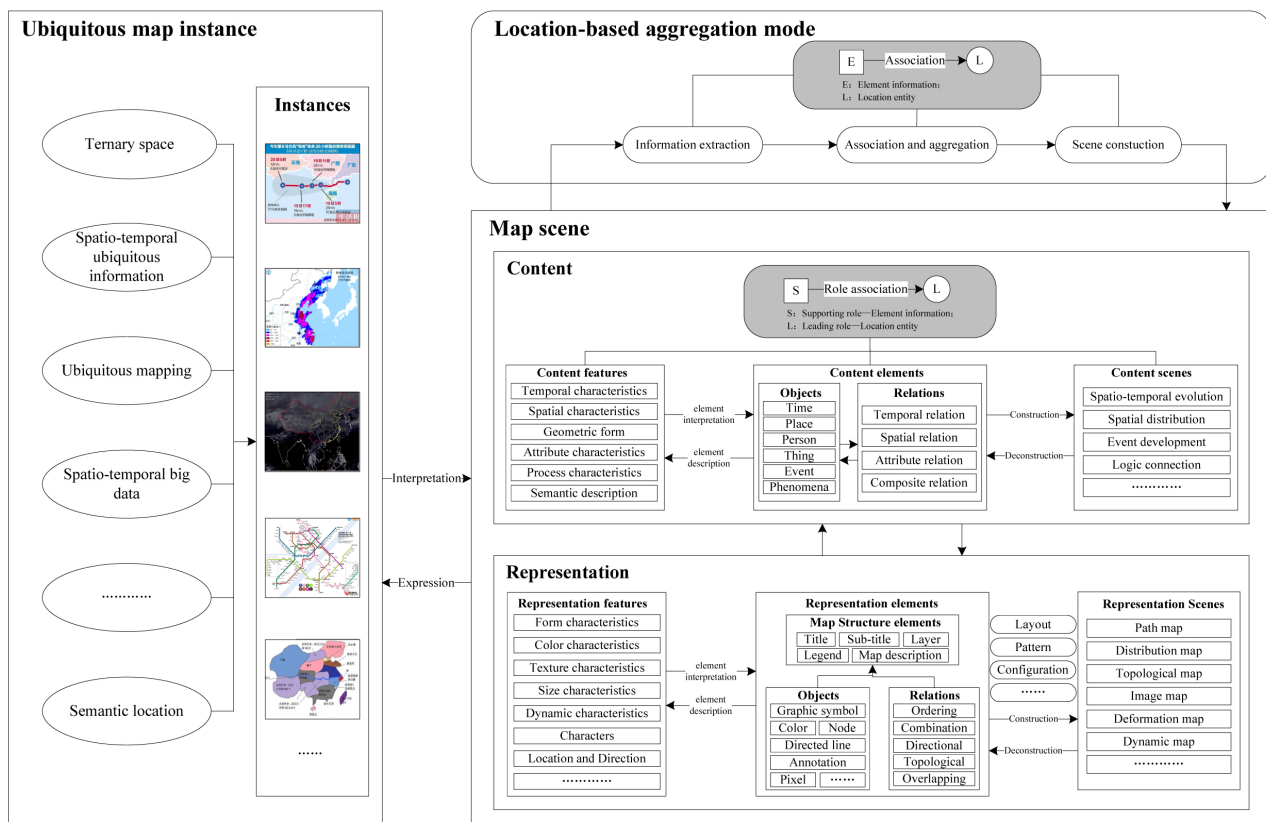 Ubiquitous map instance
Ternary space
Spatio-temporal
ubiquitous
information
Ubiquitous mapping
Spatio-temporal big
data
…………
Semantic location
Instances
……
Interpretation
Expression
Location-based aggregation mode
E
Association
L
E：Element information；
L：Location entity
Information extraction
Association and aggregation
Scene constuction
Map scene
Content
S
Role association
L
S：Supporting role—Element information；
L：Leading role—Location entity
Content features
Temporal characteristics
Spatial characteristics
Geometric form
Attribute characteristics
Process characteristics
Semantic description
element
interpretation
element
description
Content elements
Objects
Time
Place
Person
Thing
Event
Phenomena
Relations
Temporal relation
Spatial relation
Attribute relation
Composite relation
Construction
Deconstruction
Content scenes
Spatio-temporal evolution
Spatial distribution
Event development
Logic connection
…………
Representation
Representation features
Form characteristics
Color characteristics
Texture characteristics
Size characteristics
Dynamic characteristics
Characters
Location and Direction
…………
element
interpretation
element
description
Representation elements
Map Structure elements
Title Sub-title Layer
Legend Map description
Objects
Graphic symbol
Color Node
Directed line
Annotation
Pixel ……
Relations
Ordering
Combination
Directional
Topological
Overlapping
Layout
Pattern
Configuration
……
Construction
Deconstruction
Representation Scenes
Path map
Distribution map
Topological map
Image map
Deformation map
Dynamic map
…………